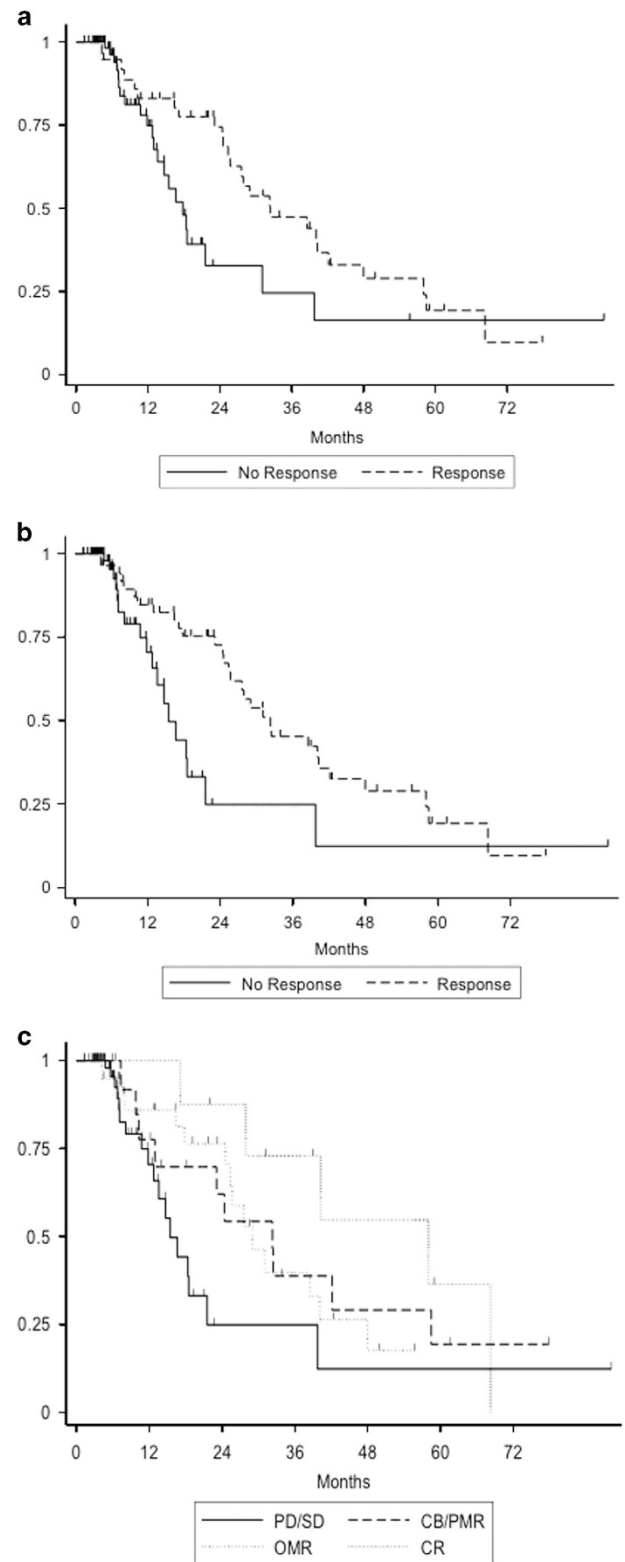 a
1
0.75
0.5
0.25
0
0 12 24 36 48 60 72
Months
No Response Response
b
1
0.75
0.5
0.25
0
0 12 24 36 48 60 72
Months
No Response Response
c
1
0.75
0.5
0.25
0
0 12 24 36 48 60 72
Months
PD/SD CB/PMR
OMR CR